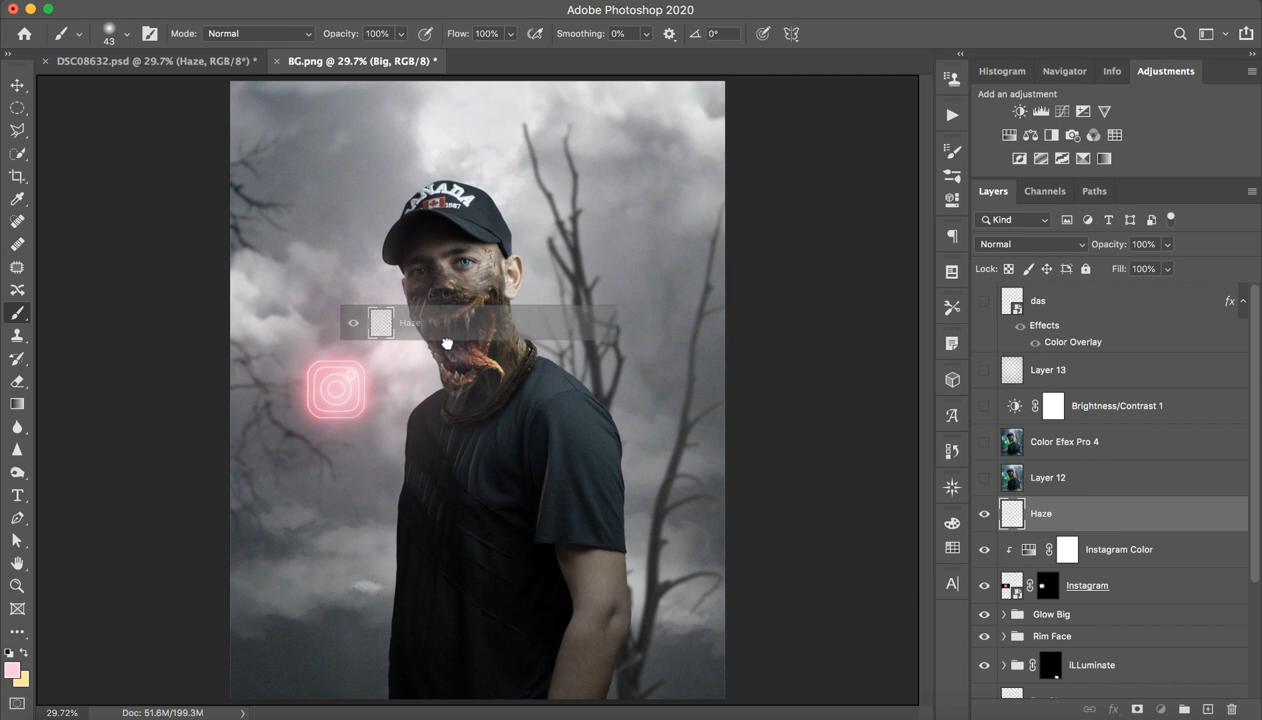 Adobe Photoshop 2020
43
Mode: Normal Opacity: 100% Flow: 100% Smoothing: 0% 0°
DSC08632.psd @ 29.7% (Haze, RGB/8*) *
BG.png @ 29.7% (Big, RGB/8) *
Histogram Navigator Info Adjustments
Add an adjustment
Layers Channels Paths
Kind
Normal Opacity: 100%
Lock: Fill: 100%
das fx
Effects
Color Overlay
Layer 13
Brightness/Contrast 1
Color Efex Pro 4
Layer 12
Haze
Instagram Color
Instagram
Glow Big
Rim Face
iLLuminate
CANADA
1867
Haze
29.72% Doc: 51.6M/199.3M
fx